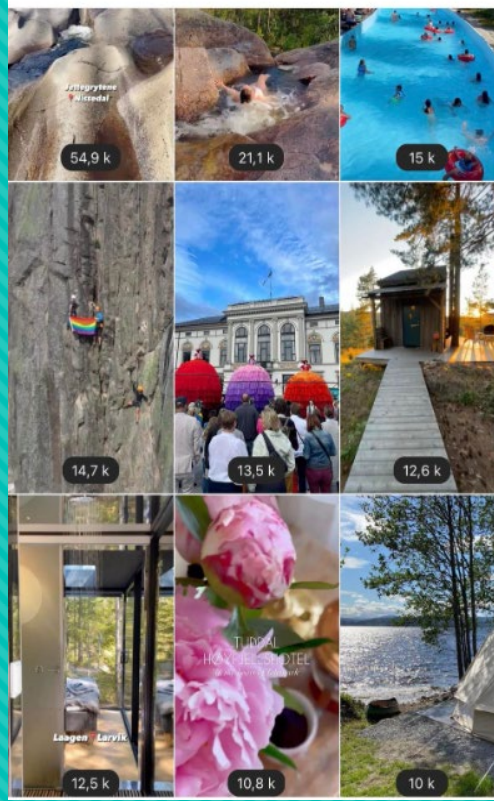 Jettegrytene
Nissedal
54,9 k
21,1 k
15 k
14,7 k
13,5 k
12,6 k
TUDDAL
HØYFJELLSHOTEL
Laagen Larvik
12,5 k
10,8 k
10 k